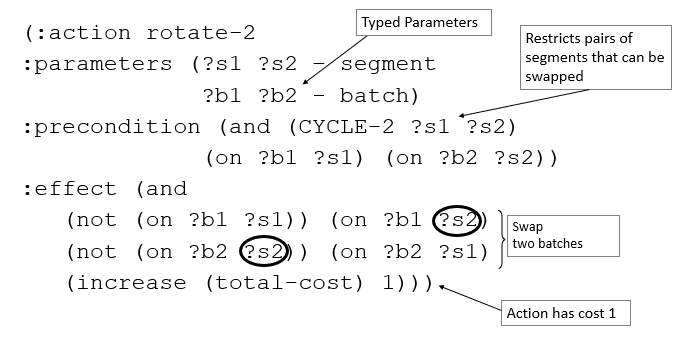 Typed Parameters
Restricts pairs of
segments that can be
swapped
(:action rotate-2
:parameters (?s1 ?s2 – segment
?b1 ?b2 – batch)
:precondition (and (CYCLE-2 ?s1 ?s2)
(on ?b1 ?s1) (on ?b2 ?s2))
:effect (and
(not (on ?b1 ?s1)) (on ?b1 ?s2)
(not (on ?b2 ?s2)) (on ?b2 ?s1)
(increase (total-cost) 1)))
Swap
two batches
Action has cost 1